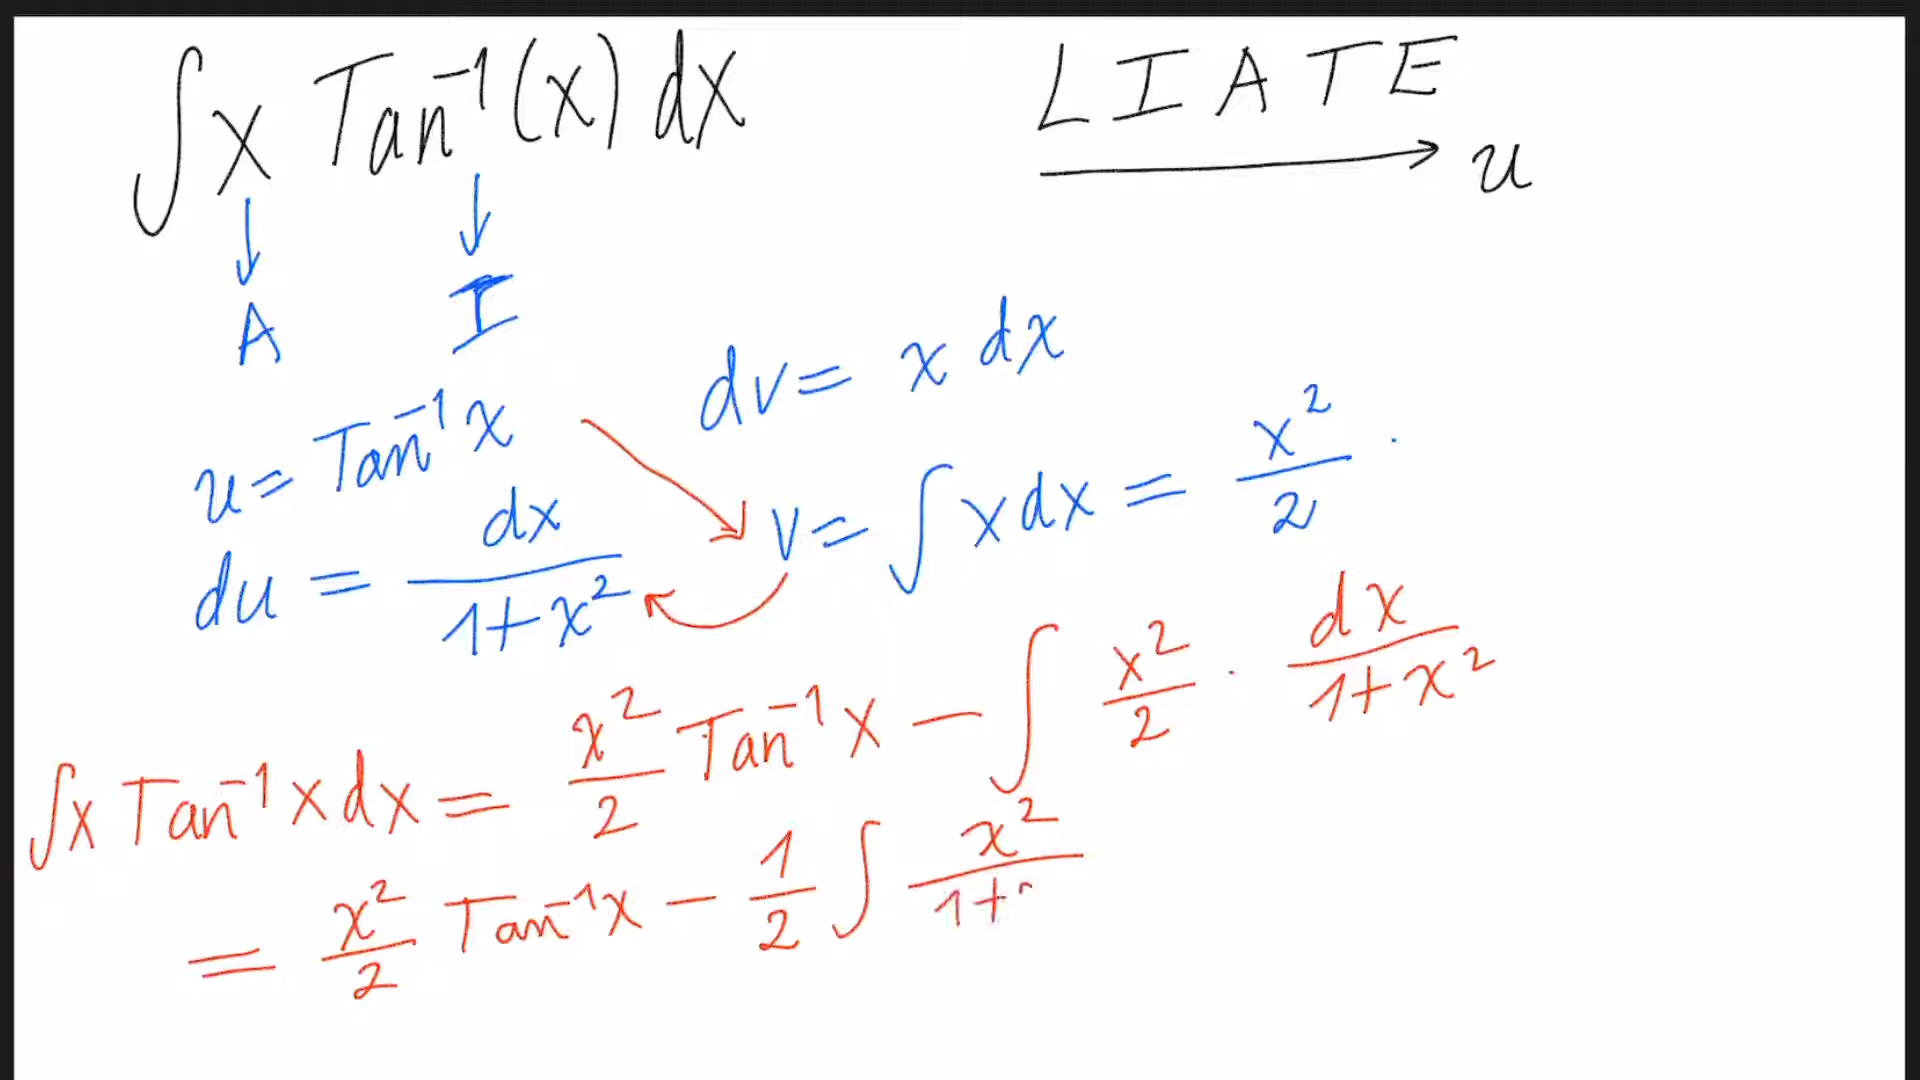 ∫x Tan⁻¹(x) dx
LIATE
u
A I
dv = x dx
u = Tan⁻¹x
v = ∫x dx = x²/2 .
du = dx/(1+x²)
∫x Tan⁻¹x dx = x²/2 Tan⁻¹x - ∫ x²/2 · dx/(1+x²)
= x²/2 Tan⁻¹x - 1/2 ∫ x²/(1+